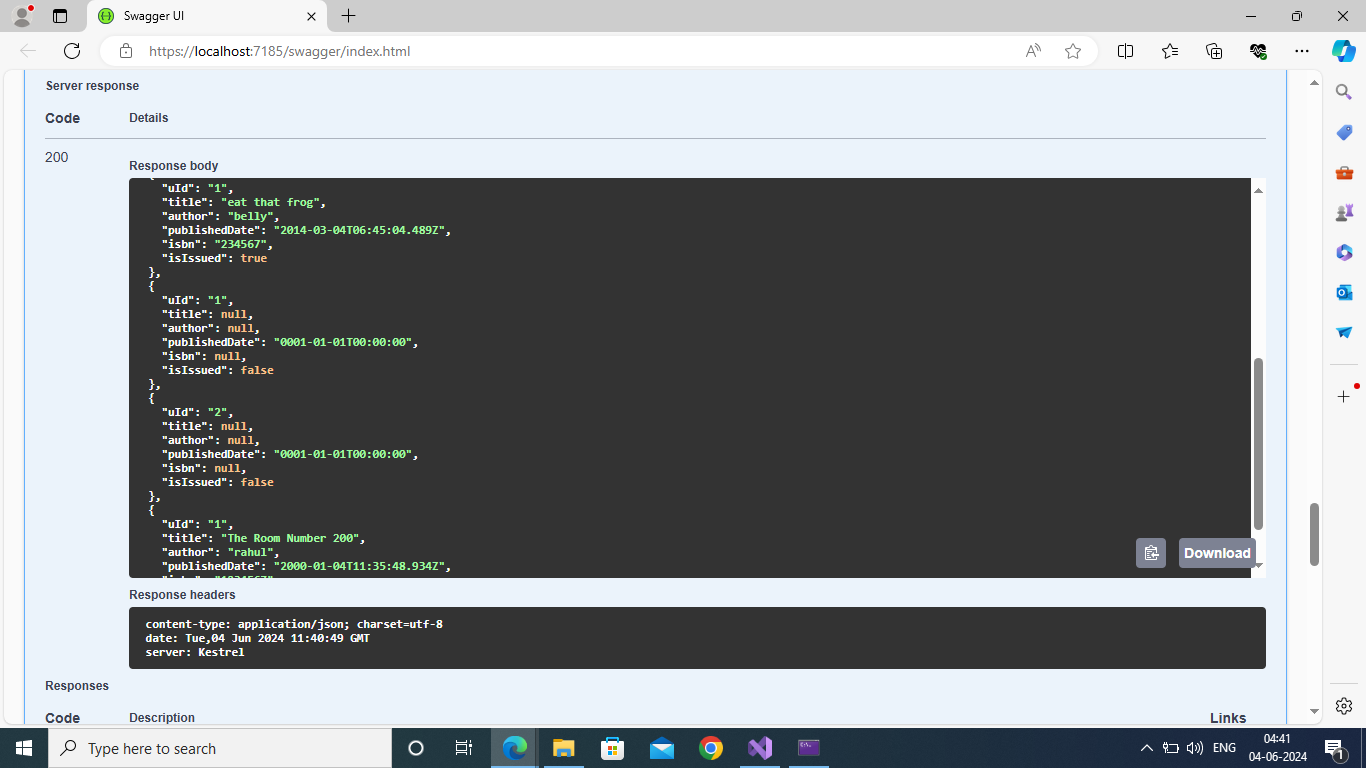 Swagger UI
https://localhost:7185/swagger/index.html
Server response
Code Details
200
Response body
"uId": "1",
"title": "eat that frog",
"author": "belly",
"publishedDate": "2014-03-04T06:45:04.489Z",
"isbn": "234567",
"isIssued": true
},
{
"uId": "1",
"title": null,
"author": null,
"publishedDate": "0001-01-01T00:00:00",
"isbn": null,
"isIssued": false
},
{
"uId": "2",
"title": null,
"author": null,
"publishedDate": "0001-01-01T00:00:00",
"isbn": null,
"isIssued": false
},
{
"uId": "1",
"title": "The Room Number 200",
"author": "rahul",
"publishedDate": "2000-01-04T11:35:48.934Z",
Download
Response headers
content-type: application/json; charset=utf-8
date: Tue,04 Jun 2024 11:40:49 GMT
server: Kestrel
Responses
Code Description Links
Type here to search
ENG
04:41
04-06-2024
1